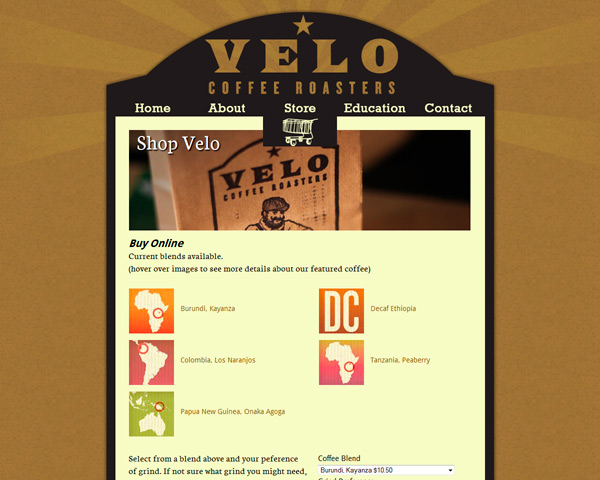 VELO
COFFEE ROASTERS
Home About Store Education Contact
Shop Velo
VELO
COFFEE ROASTERS
Buy Online
Current blends available.
(hover over images to see more details about our featured coffee)
Burundi, Kayanza
DC Decaf Ethiopia
Colombia, Los Naranjos
Tanzania, Peaberry
Papua New Guinea, Onaka Agoga
Select from a blend above and your peference
of grind. If not sure what grind you might need,
Coffee Blend
Burundi, Kayanza $10.50